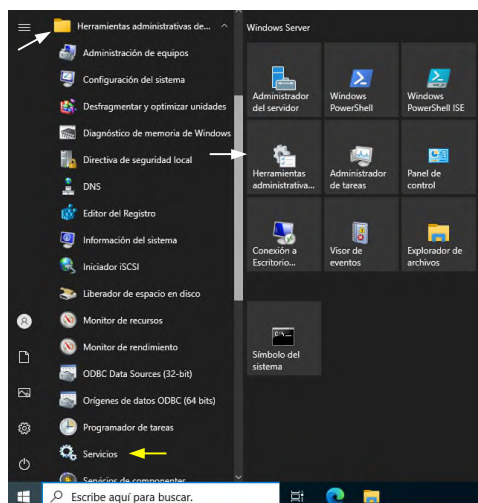 Herramientas administrativas de...
Administración de equipos
Configuración del sistema
Desfragmentar y optimizar unidades
Diagnóstico de memoria de Windows
Directiva de seguridad local
DNS
Editor del Registro
Información del sistema
Iniciador iSCSI
Liberador de espacio en disco
Monitor de recursos
Monitor de rendimiento
ODBC Data Sources (32-bit)
Orígenes de datos ODBC (64 bits)
Programador de tareas
Servicios
Servicios de componentes
Windows Server
Administrador
del servidor
Windows
PowerShell
Windows
PowerShell ISE
Herramientas
administrativa...
Administrador
de tareas
Panel de
control
Conexión a
Escritorio...
Visor de
eventos
Explorador de
archivos
Símbolo del
sistema
Escribe aquí para buscar.